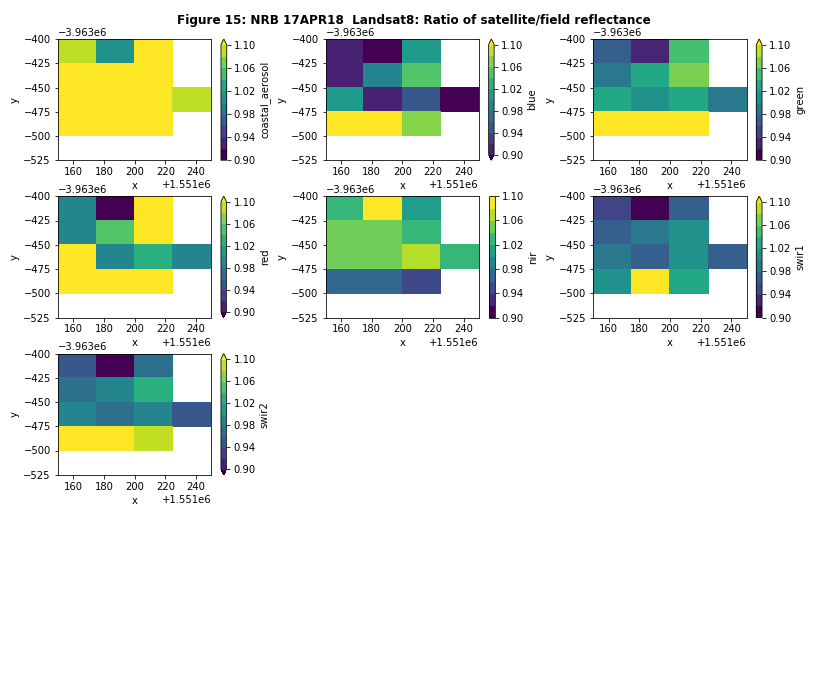 Figure 15: NRB 17APR18  Landsat8: Ratio of satellite/field reflectance
−3.963e6
−400
−425
−450
−475
−500
−525
y
160 180 200 220 240
x
+1.551e6
1.10
1.06
1.02
0.98
0.94
0.90
coastal_aerosol
−3.963e6
−400
−425
−450
−475
−500
−525
y
160 180 200 220 240
x
+1.551e6
1.10
1.06
1.02
0.98
0.94
0.90
blue
−3.963e6
−400
−425
−450
−475
−500
−525
y
160 180 200 220 240
x
+1.551e6
1.10
1.06
1.02
0.98
0.94
0.90
green
−3.963e6
−400
−425
−450
−475
−500
−525
y
160 180 200 220 240
x
+1.551e6
1.10
1.06
1.02
0.98
0.94
0.90
red
−3.963e6
−400
−425
−450
−475
−500
−525
y
160 180 200 220 240
x
+1.551e6
1.10
1.06
1.02
0.98
0.94
0.90
nir
−3.963e6
−400
−425
−450
−475
−500
−525
y
160 180 200 220 240
x
+1.551e6
1.10
1.06
1.02
0.98
0.94
0.90
swir1
−3.963e6
−400
−425
−450
−475
−500
−525
y
160 180 200 220 240
x
+1.551e6
1.10
1.06
1.02
0.98
0.94
0.90
swir2